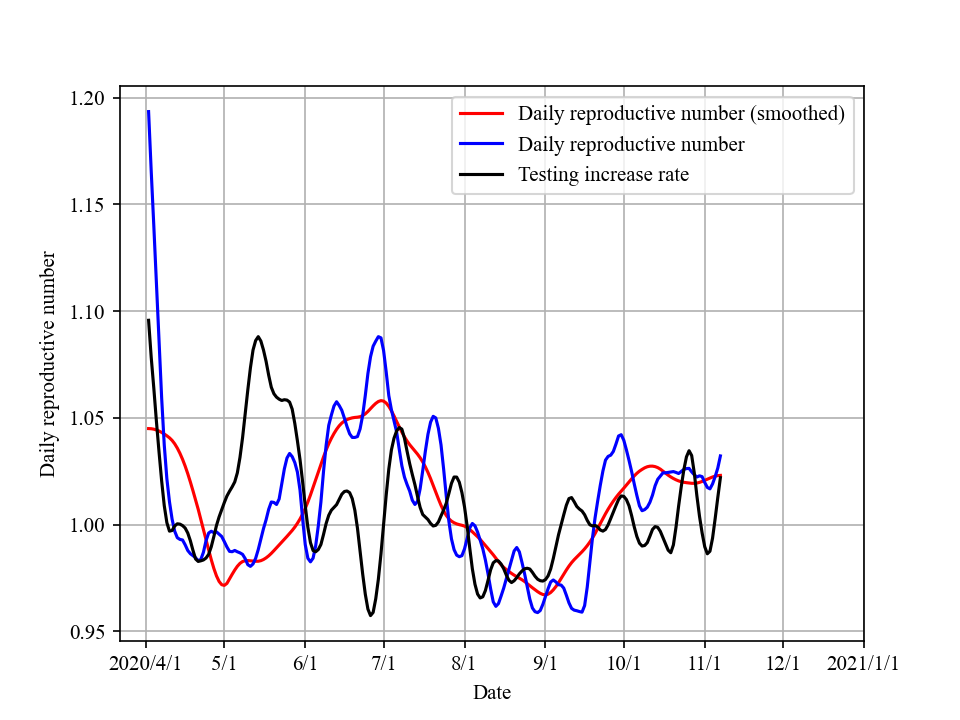 Daily reproductive number (smoothed)
Daily reproductive number
Testing increase rate
Daily reproductive number
1.20
1.15
1.10
1.05
1.00
0.95
2020/4/1 5/1 6/1 7/1 8/1 9/1 10/1 11/1 12/1 2021/1/1
Date